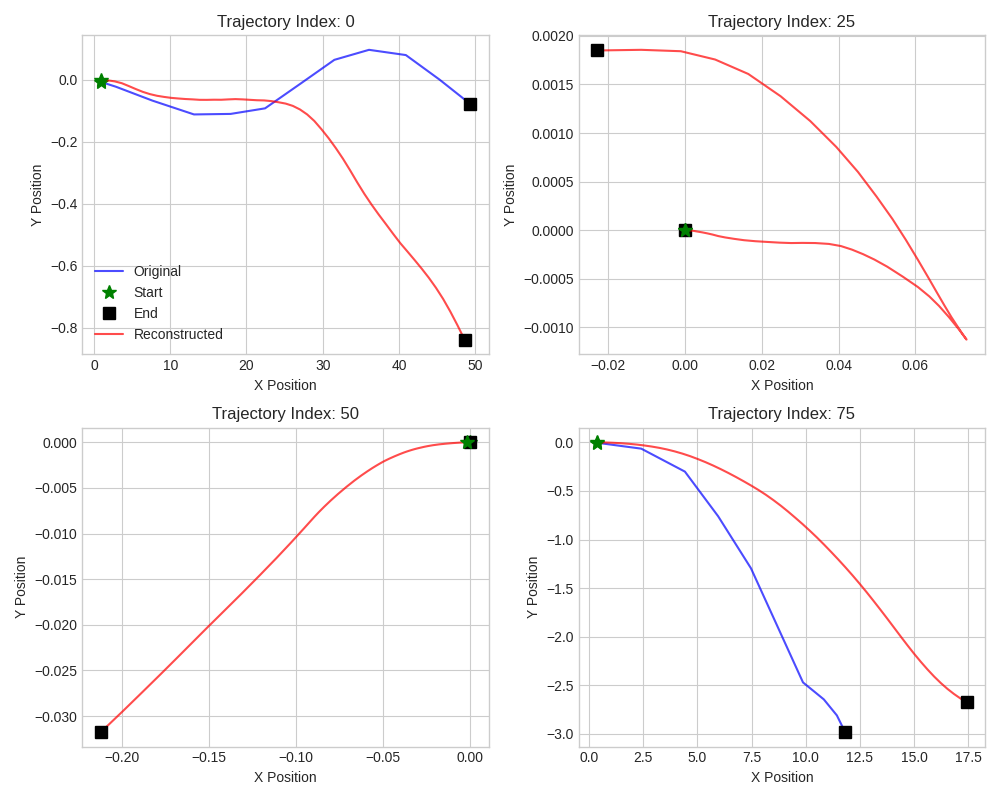 Trajectory Index: 0
0.0
−0.2
−0.4
−0.6
−0.8
Y Position
Original
Start
End
Reconstructed
0 10 20 30 40 50
X Position
Trajectory Index: 25
0.0020
0.0015
0.0010
0.0005
0.0000
−0.0005
−0.0010
Y Position
−0.02 0.00 0.02 0.04 0.06
X Position
Trajectory Index: 50
0.000
−0.005
−0.010
−0.015
−0.020
−0.025
−0.030
Y Position
−0.20 −0.15 −0.10 −0.05 0.00
X Position
Trajectory Index: 75
0.0
−0.5
−1.0
−1.5
−2.0
−2.5
−3.0
Y Position
0.0 2.5 5.0 7.5 10.0 12.5 15.0 17.5
X Position